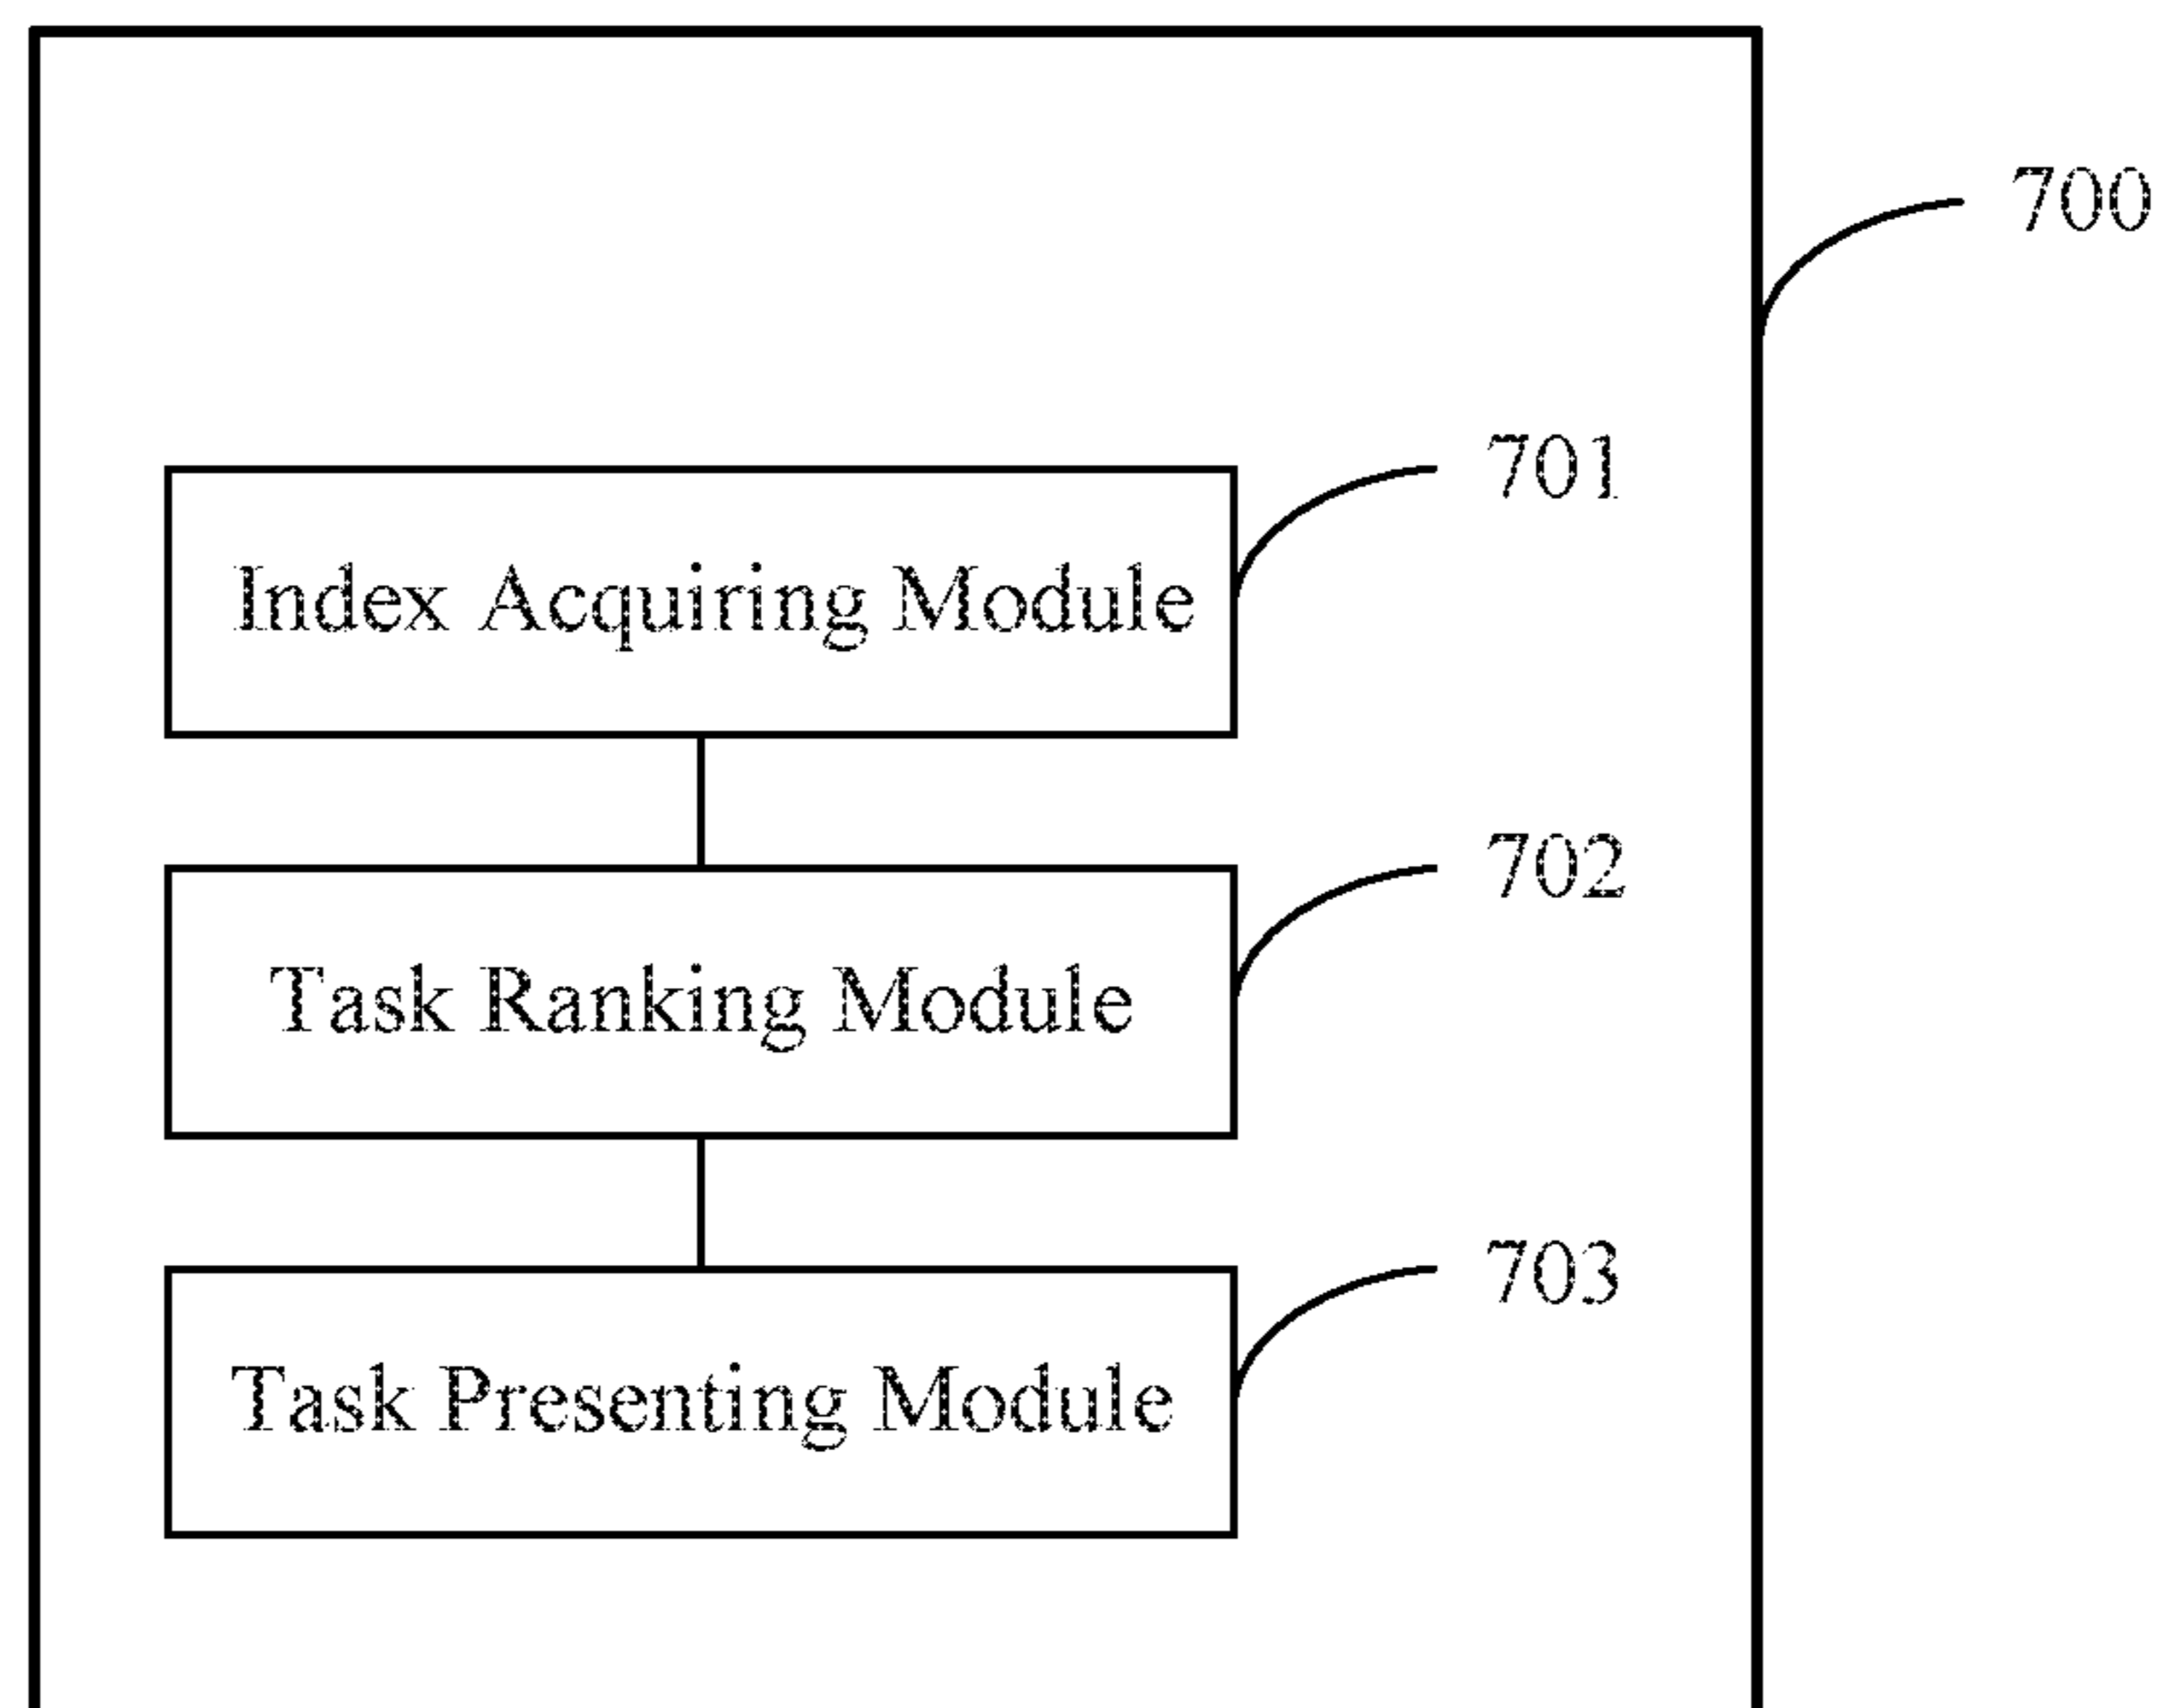 700
701
Index Acquiring Module
702
Task Ranking Module
703
Task Presenting Module